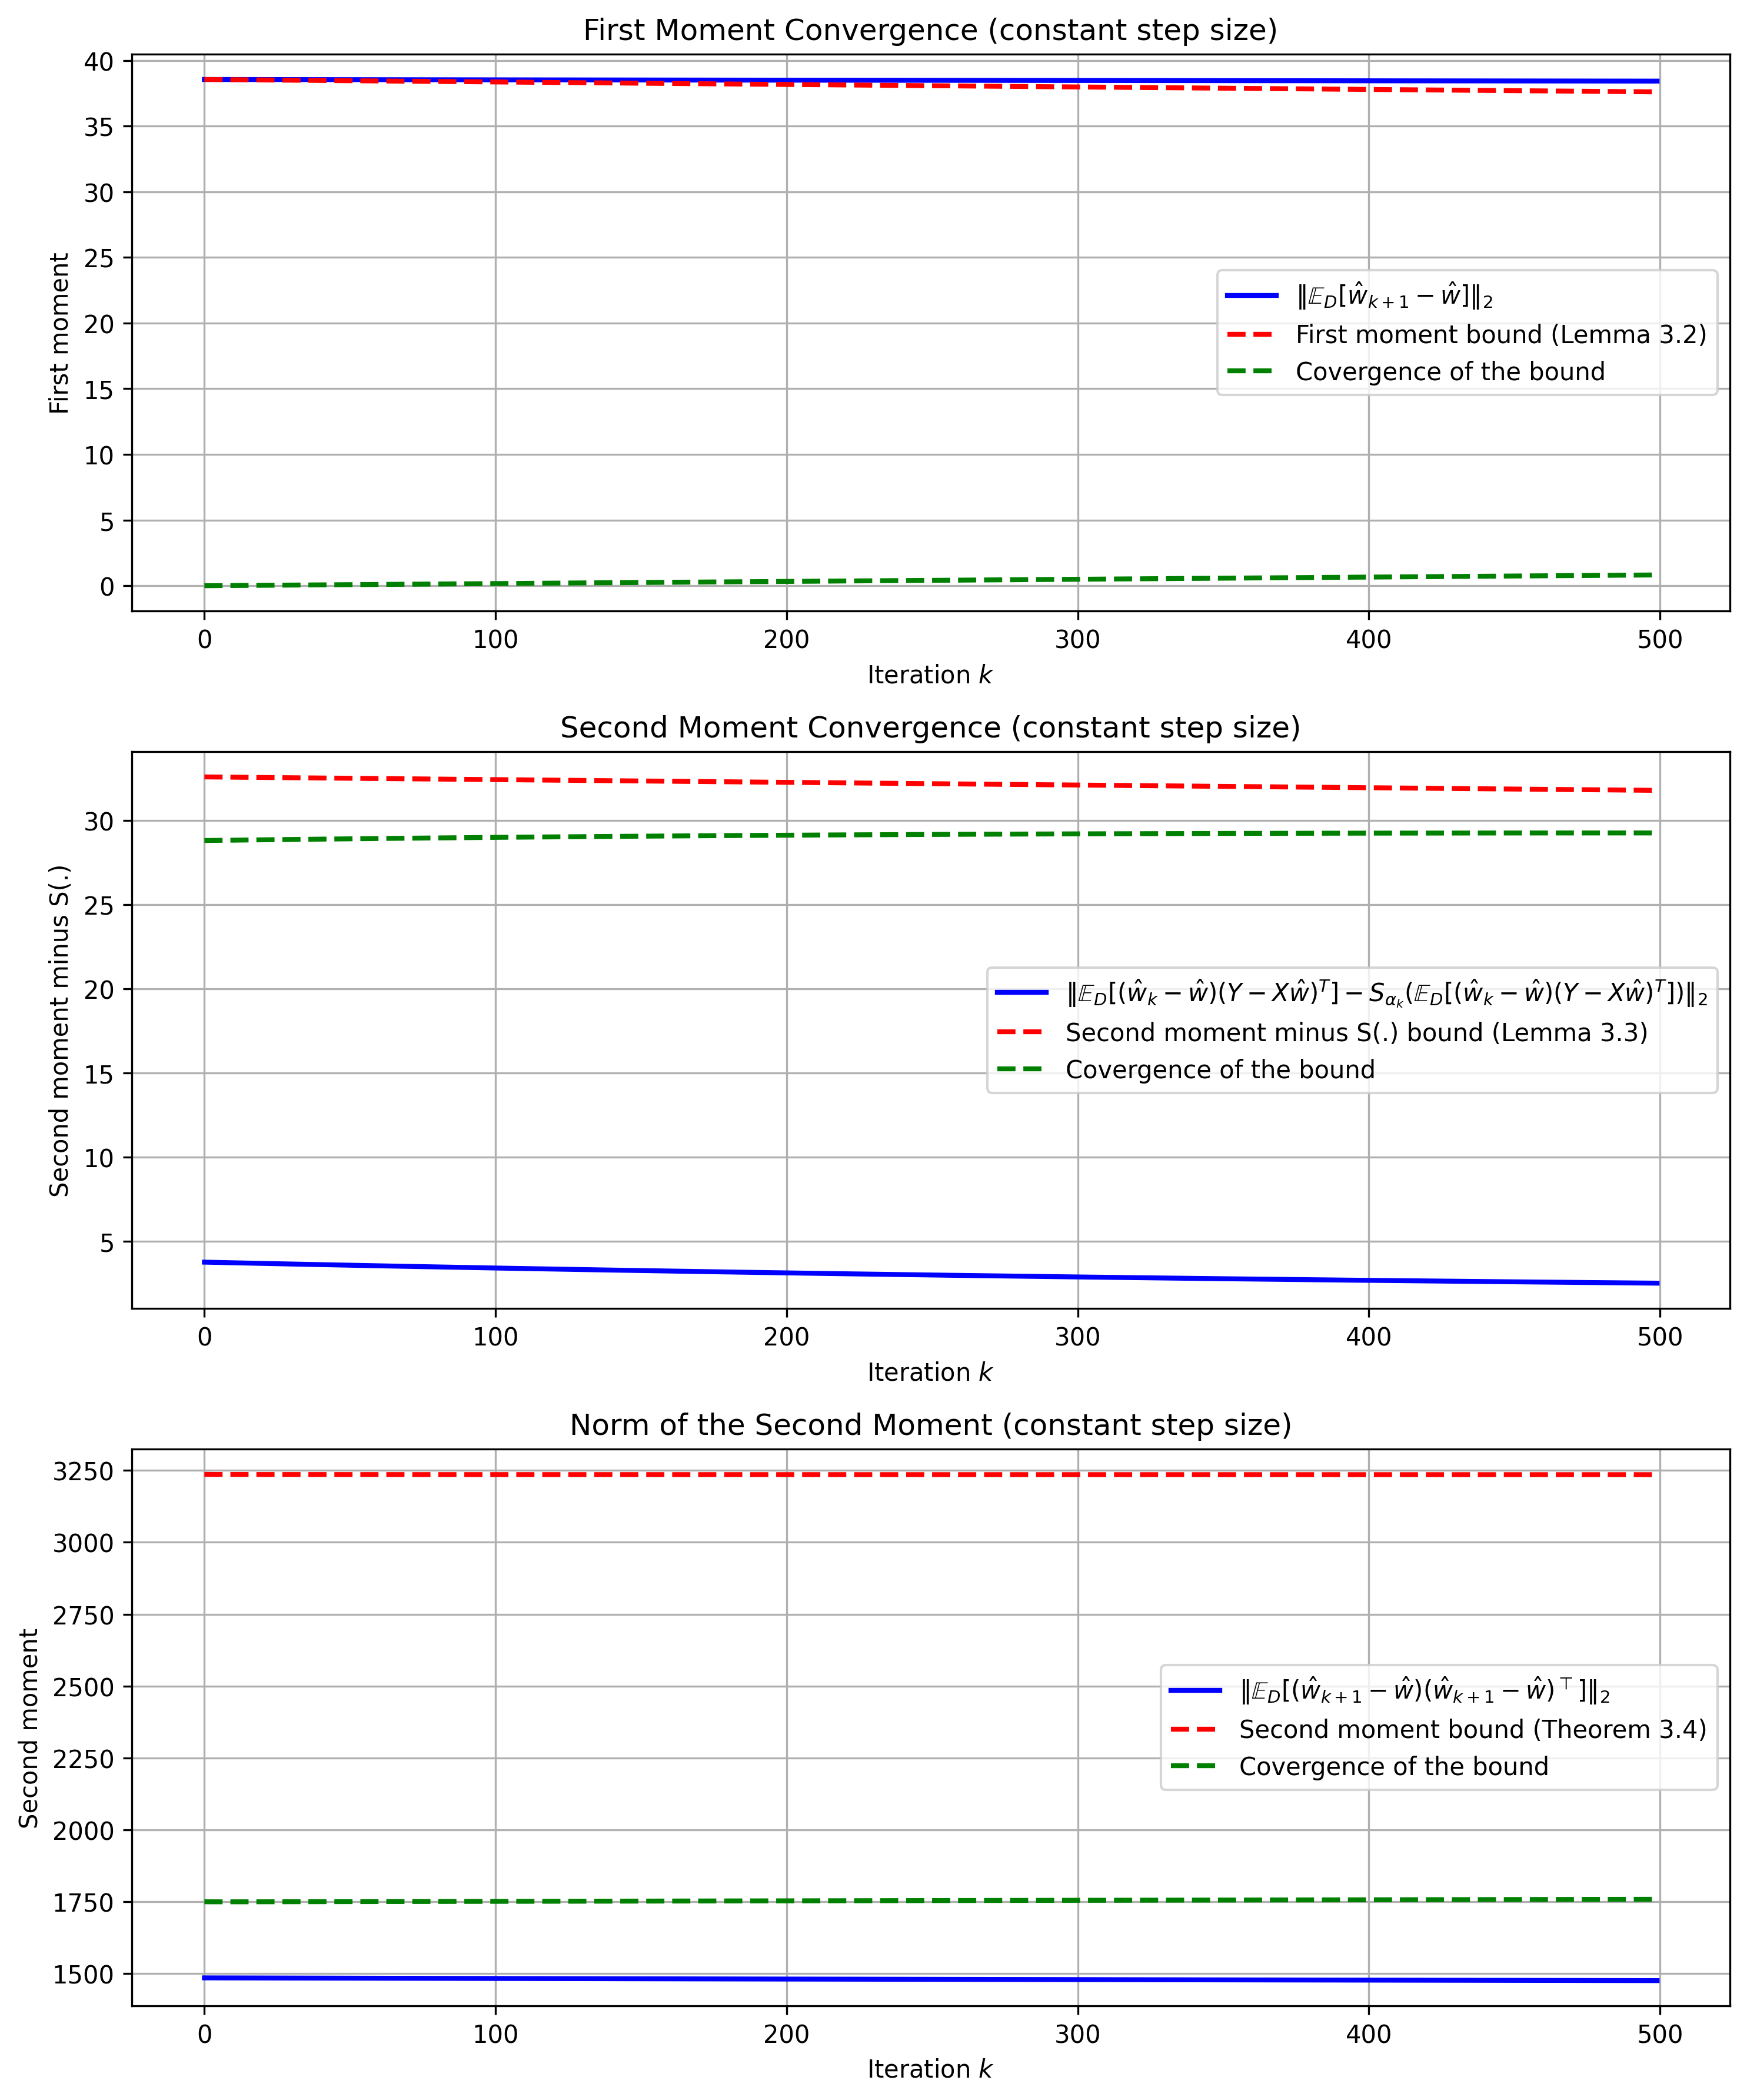 First Moment Convergence (constant step size)
40
35
30
25
20
15
10
5
0
First moment
‖𝔼_D[ŵ_{k+1} − ŵ]‖₂
First moment bound (Lemma 3.2)
Covergence of the bound
0 100 200 300 400 500
Iteration k
Second Moment Convergence (constant step size)
30
25
20
15
10
5
Second moment minus S(.)
‖𝔼_D[(ŵ_k − ŵ)(Y − Xŵ)^T] − S_{α_k}(𝔼_D[(ŵ_k − ŵ)(Y − Xŵ)^T])‖₂
Second moment minus S(.) bound (Lemma 3.3)
Covergence of the bound
0 100 200 300 400 500
Iteration k
Norm of the Second Moment (constant step size)
3250
3000
2750
2500
2250
2000
1750
1500
Second moment
‖𝔼_D[(ŵ_{k+1} − ŵ)(ŵ_{k+1} − ŵ)^⊤]‖₂
Second moment bound (Theorem 3.4)
Covergence of the bound
0 100 200 300 400 500
Iteration k